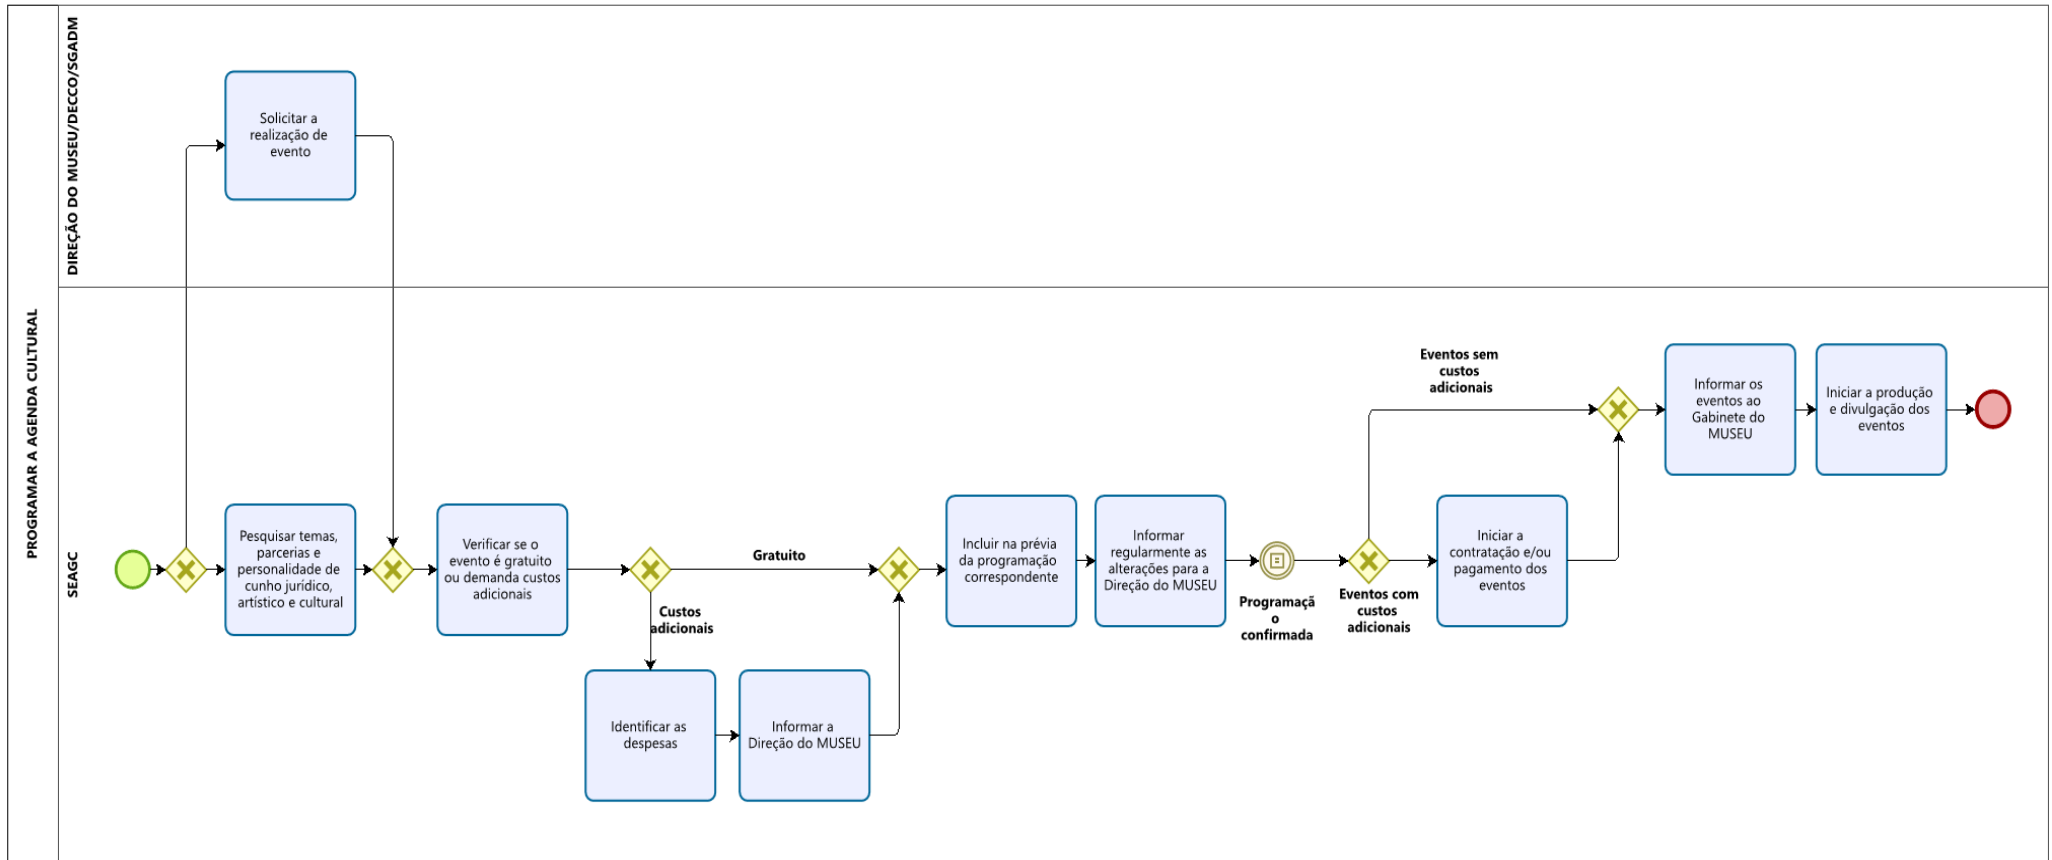 PROGRAMAR A AGENDA CULTURAL
DIREÇÃO DO MUSEU/DECCO/SGADM
Solicitar a
realização de
evento
SEAGC
Pesquisar temas,
parcerias e
personalidade de
cunho jurídico,
artístico e cultural
Verificar se o
evento é gratuito
ou demanda custos
adicionais
Gratuito
Custos
adicionais
Identificar as
despesas
Informar a
Direção do MUSEU
Incluir na prévia
da programação
correspondente
Informar
regularmente as
alterações para a
Direção do MUSEU
Programaçã
o
confirmada
Eventos sem
custos
adicionais
Eventos com
custos
adicionais
Iniciar a
contratação e/ou
pagamento dos
eventos
Informar os
eventos ao
Gabinete do
MUSEU
Iniciar a produção
e divulgação dos
eventos